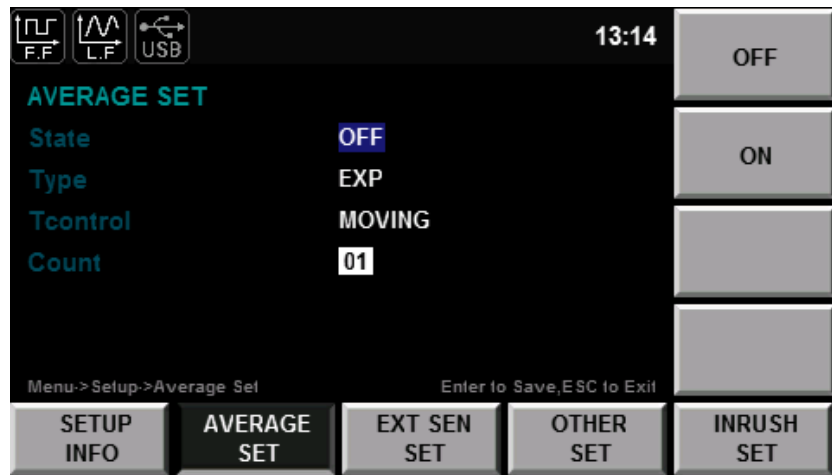 F.F L.F USB 13:14
OFF
AVERAGE SET
State OFF
ON
Type EXP
Tcontrol MOVING
Count 01
Menu->Setup->Average Set Enter to Save,ESC to Exit
SETUP INFO
AVERAGE SET
EXT SEN SET
OTHER SET
INRUSH SET